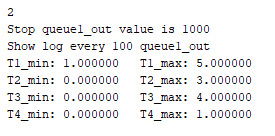 2
Stop queue1_out value is 1000
Show log every 100 queue1_out
T1_min: 1.000000   T1_max: 5.000000
T2_min: 0.000000   T2_max: 3.000000
T3_min: 0.000000   T3_max: 4.000000
T4_min: 0.000000   T4_max: 1.000000